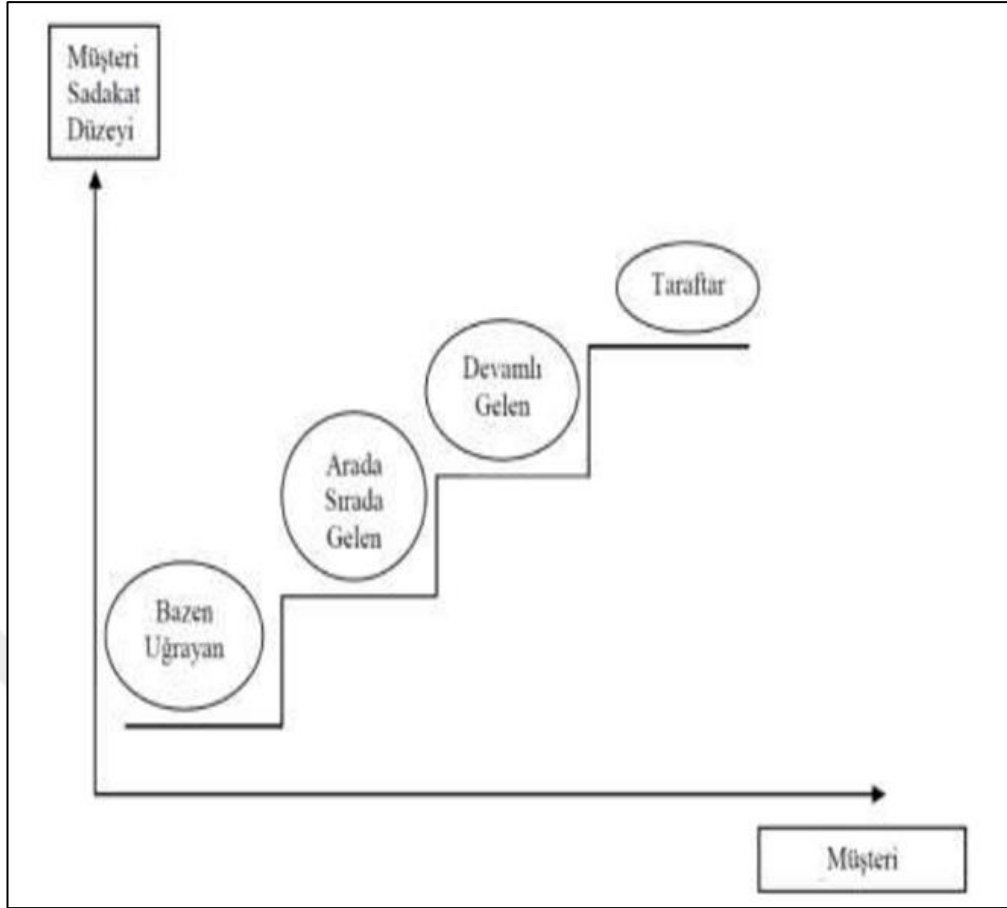 Müşteri
Sadakat
Düzeyi
Taraftar
Devamlı
Gelen
Arada
Sırada
Gelen
Bazen
Uğrayan
Müşteri